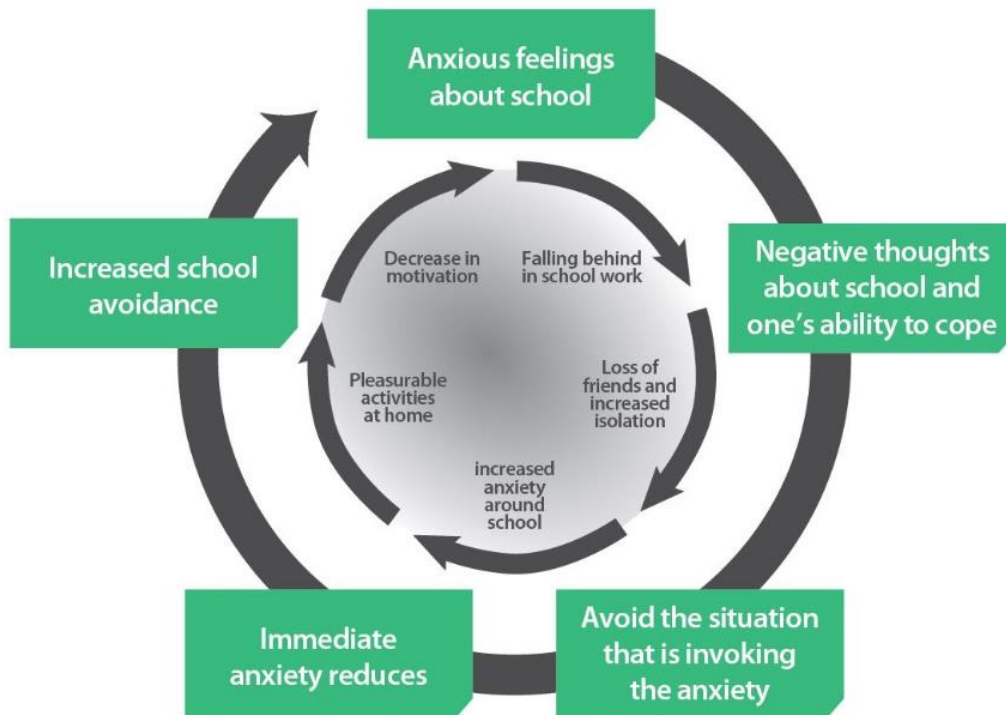 Anxious feelings
about school
Negative thoughts
about school and
one's ability to cope
Avoid the situation
that is invoking
the anxiety
Immediate
anxiety reduces
Increased school
avoidance
Falling behind
in school work
Loss of
friends and
increased
isolation
increased
anxiety
around
school
Pleasurable
activities
at home
Decrease in
motivation